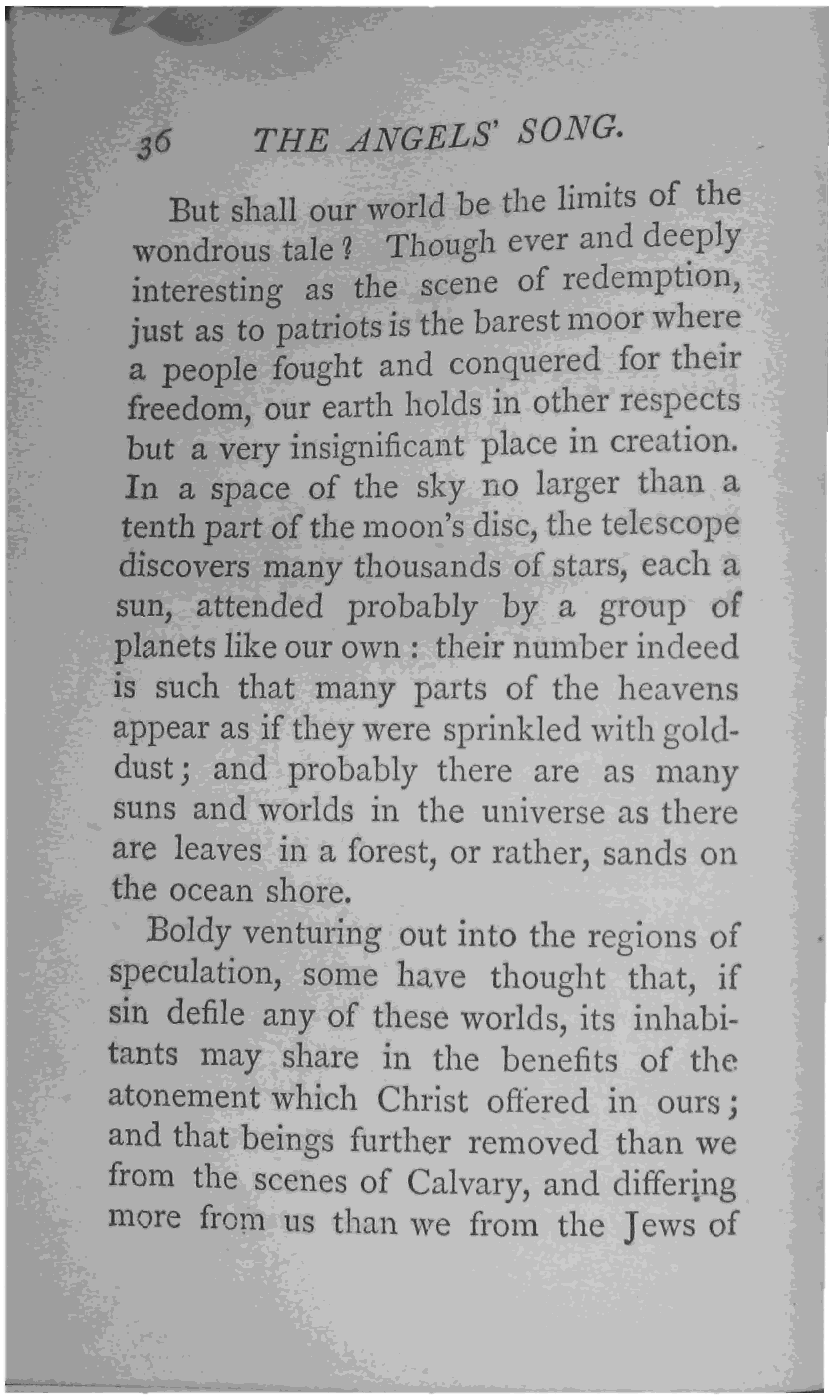 36 THE ANGELS' SONG.
But shall our world be the limits of the
wondrous tale? Though ever and deeply
interesting as the scene of redemption,
just as to patriots is the barest moor where
a people fought and conquered for their
freedom, our earth holds in other respects
but a very insignificant place in creation.
In a space of the sky no larger than a
tenth part of the moon's disc, the telescope
discovers many thousands of stars, each a
sun, attended probably by a group of
planets like our own : their number indeed
is such that many parts of the heavens
appear as if they were sprinkled with gold-
dust; and probably there are as many
suns and worlds in the universe as there
are leaves in a forest, or rather, sands on
the ocean shore.
Boldy venturing out into the regions of
speculation, some have thought that, if
sin defile any of these worlds, its inhabi-
tants may share in the benefits of the
atonement which Christ offered in ours;
and that beings further removed than we
from the scenes of Calvary, and differing
more from us than we from the Jews of